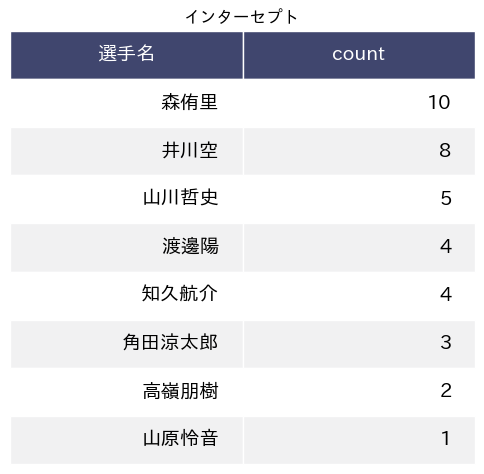 インターセプト
選手名 count
森侑里 10
井川空 8
山川哲史 5
渡邊陽 4
知久航介 4
角田涼太郎 3
高嶺朋樹 2
山原怜音 1